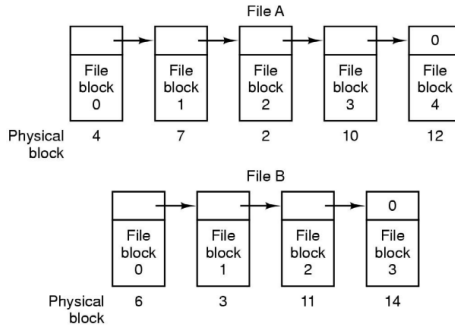 File A
0
File block 0
File block 1
File block 2
File block 3
File block 4
Physical block 4 7 2 10 12
File B
0
File block 0
File block 1
File block 2
File block 3
Physical block 6 3 11 14